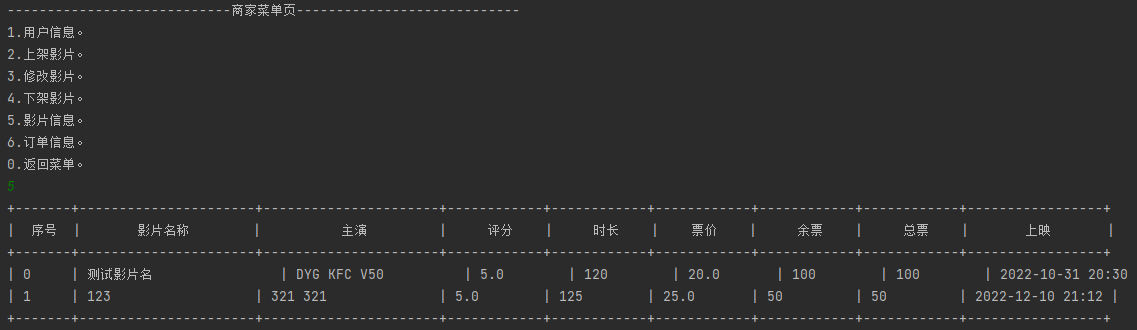 ----------------------------商家菜单页----------------------------
1.用户信息。
2.上架影片。
3.修改影片。
4.下架影片。
5.影片信息。
6.订单信息。
0.返回菜单。
5
+-------+----------------------+----------------------+------------+------------+------------+------------+------------+-----------------+
| 序号 | 影片名称 | 主演 | 评分 | 时长 | 票价 | 余票 | 总票 | 上映 |
+-------+----------------------+----------------------+------------+------------+------------+------------+------------+-----------------+
| 0 | 测试影片名 | DYG KFC V50 | 5.0 | 120 | 20.0 | 100 | 100 | 2022-10-31 20:30
| 1 | 123 | 321 321 | 5.0 | 125 | 25.0 | 50 | 50 | 2022-12-10 21:12 |
+-------+----------------------+----------------------+------------+------------+------------+------------+------------+-----------------+